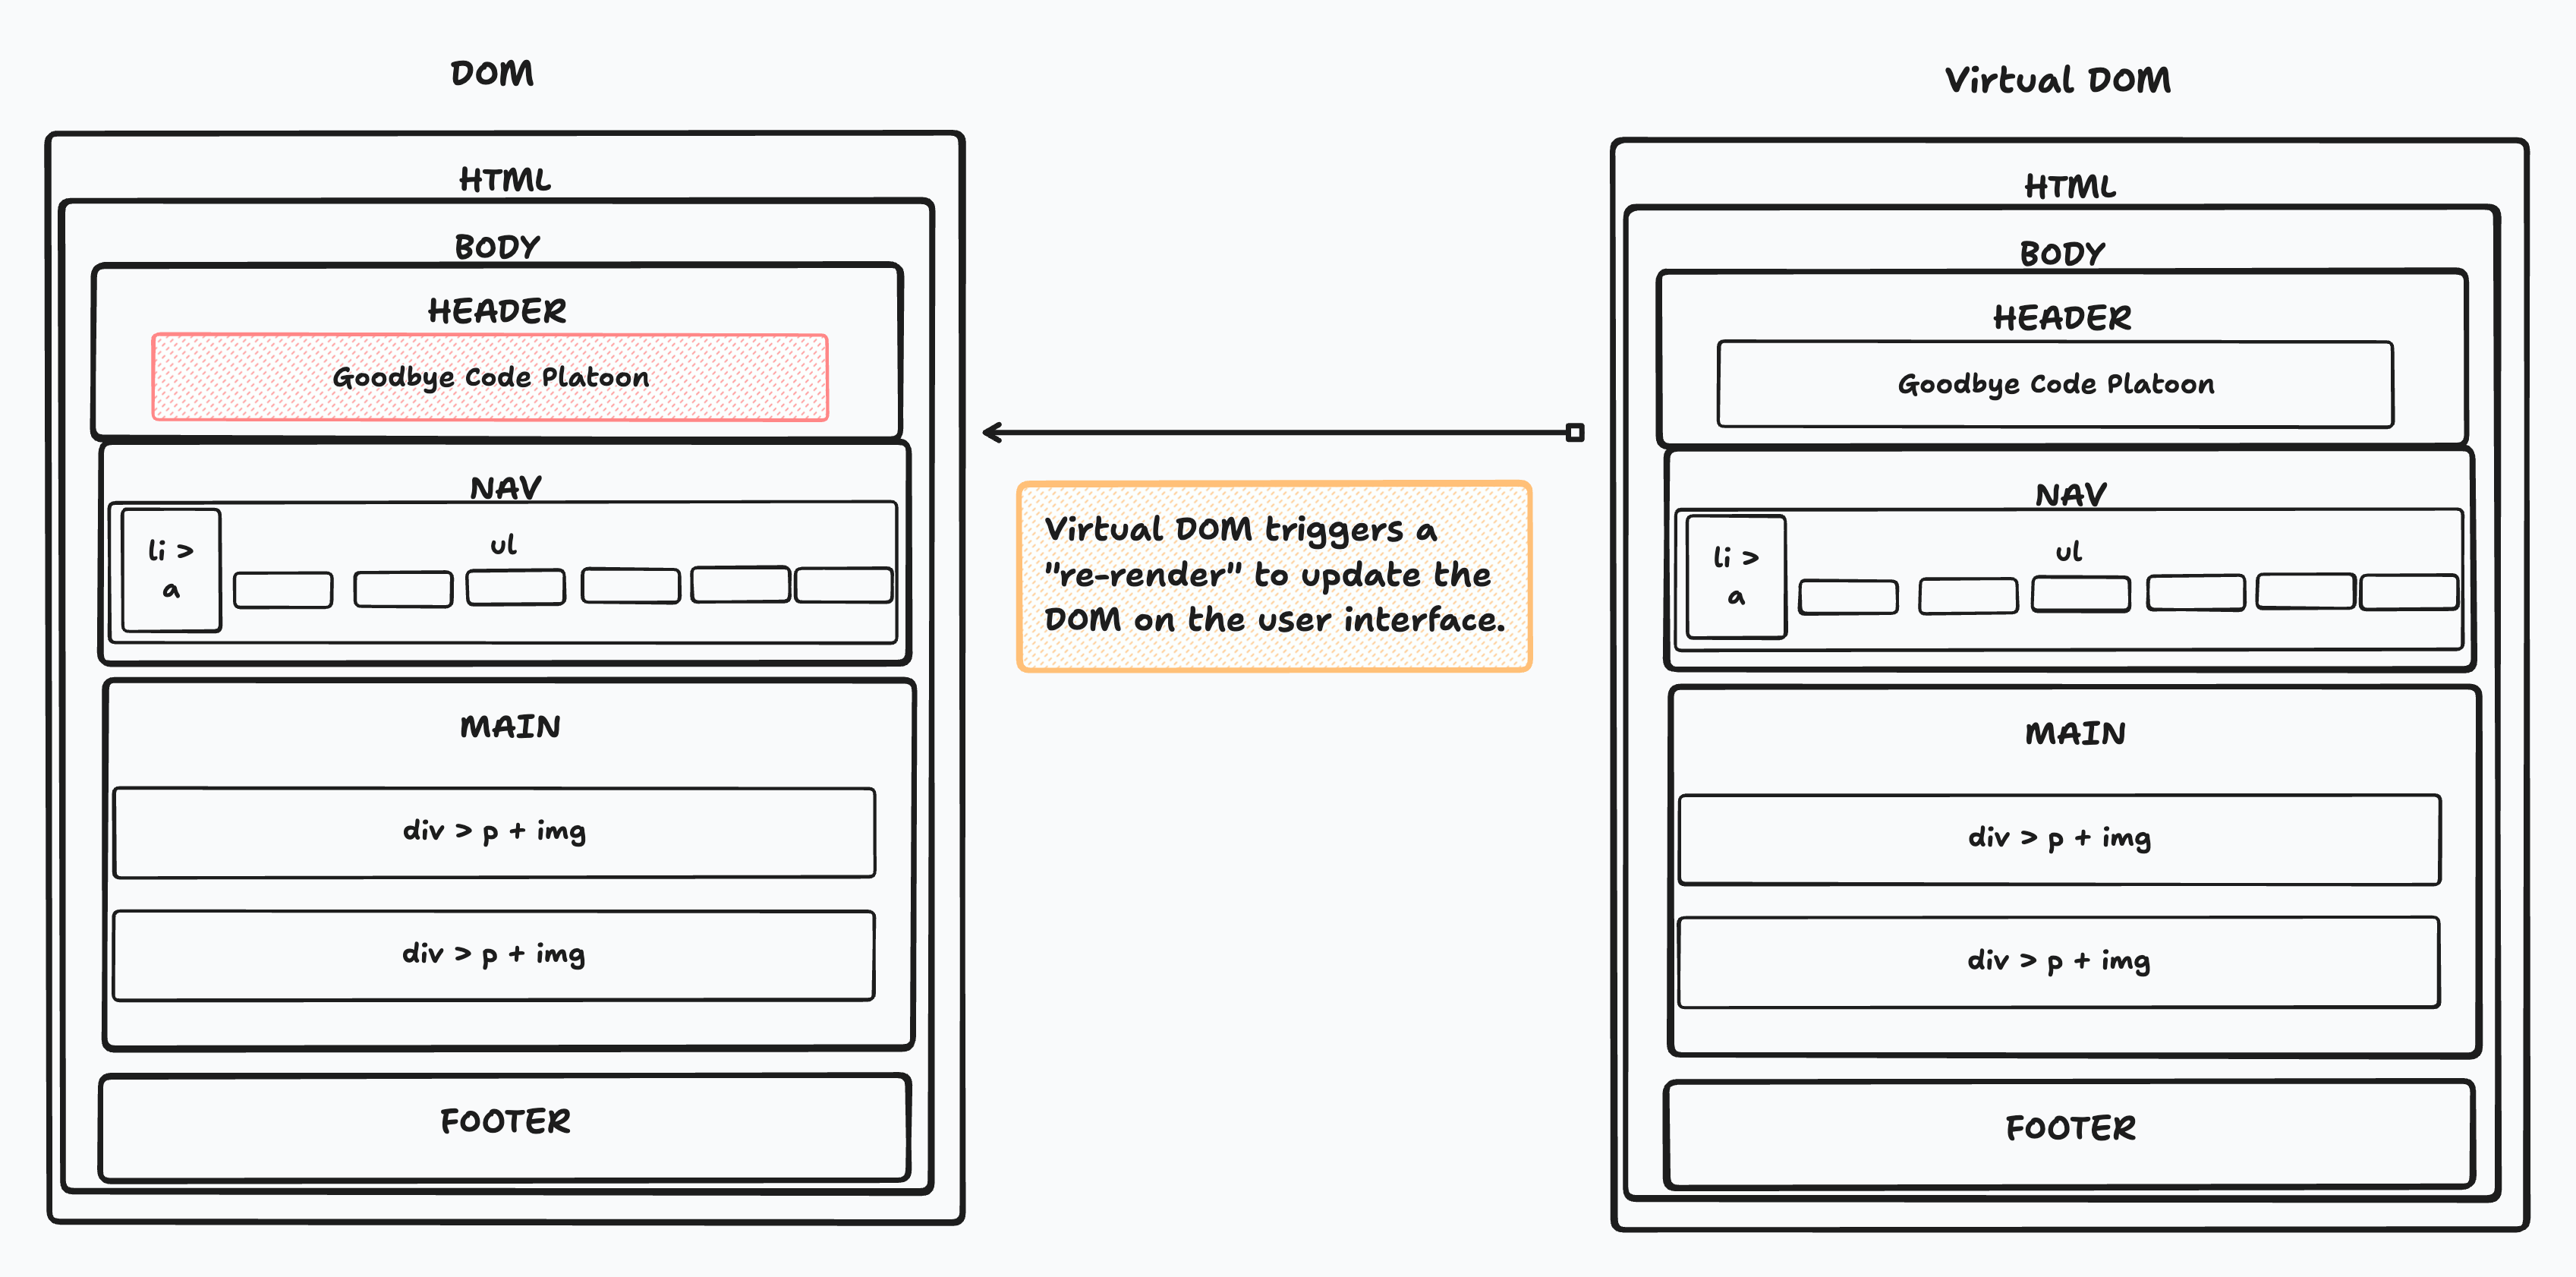 DOM
HTML
BODY
HEADER
Goodbye Code Platoon
NAV
li >
a
ul
MAIN
div > p + img
div > p + img
FOOTER
Virtual DOM triggers a
"re-render" to update the
DOM on the user interface.
Virtual DOM
HTML
BODY
HEADER
Goodbye Code Platoon
NAV
li >
a
ul
MAIN
div > p + img
div > p + img
FOOTER